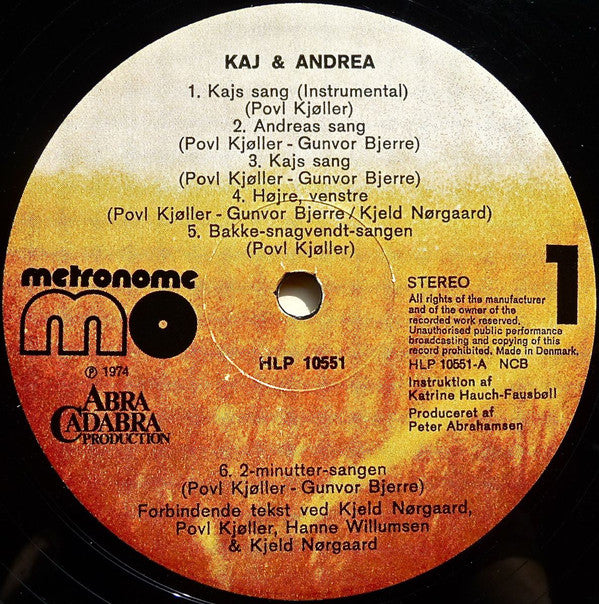 KAJ & ANDREA
1. Kajs sang (Instrumental)
(Povl Kjøller)
2. Andreas sang
(Povl Kjøller - Gunvor Bjerre)
3. Kajs sang
(Povl Kjøller - Gunvor Bjerre)
4. Højre, venstre
(Povl Kjøller - Gunvor Bjerre / Kjeld Nørgaard)
5. Bakke-snagvendt-sangen
(Povl Kjøller)
metronome
mo
℗ 1974
ABRA
CADABRA
PRODUCTION
HLP 10551
STEREO
1
All rights of the manufacturer
and of the owner of the
recorded work reserved.
Unauthorised public performance
broadcasting and copying of this
record prohibited. Made in Denmark.
HLP 10551-A NCB
Instruktion af
Katrine Hauch-Fausbøll
Produceret af
Peter Abrahamsen
6. 2-minutter-sangen
(Povl Kjøller - Gunvor Bjerre)
Forbindende tekst ved Kjeld Nørgaard,
Povl Kjøller, Hanne Willumsen
& Kjeld Nørgaard